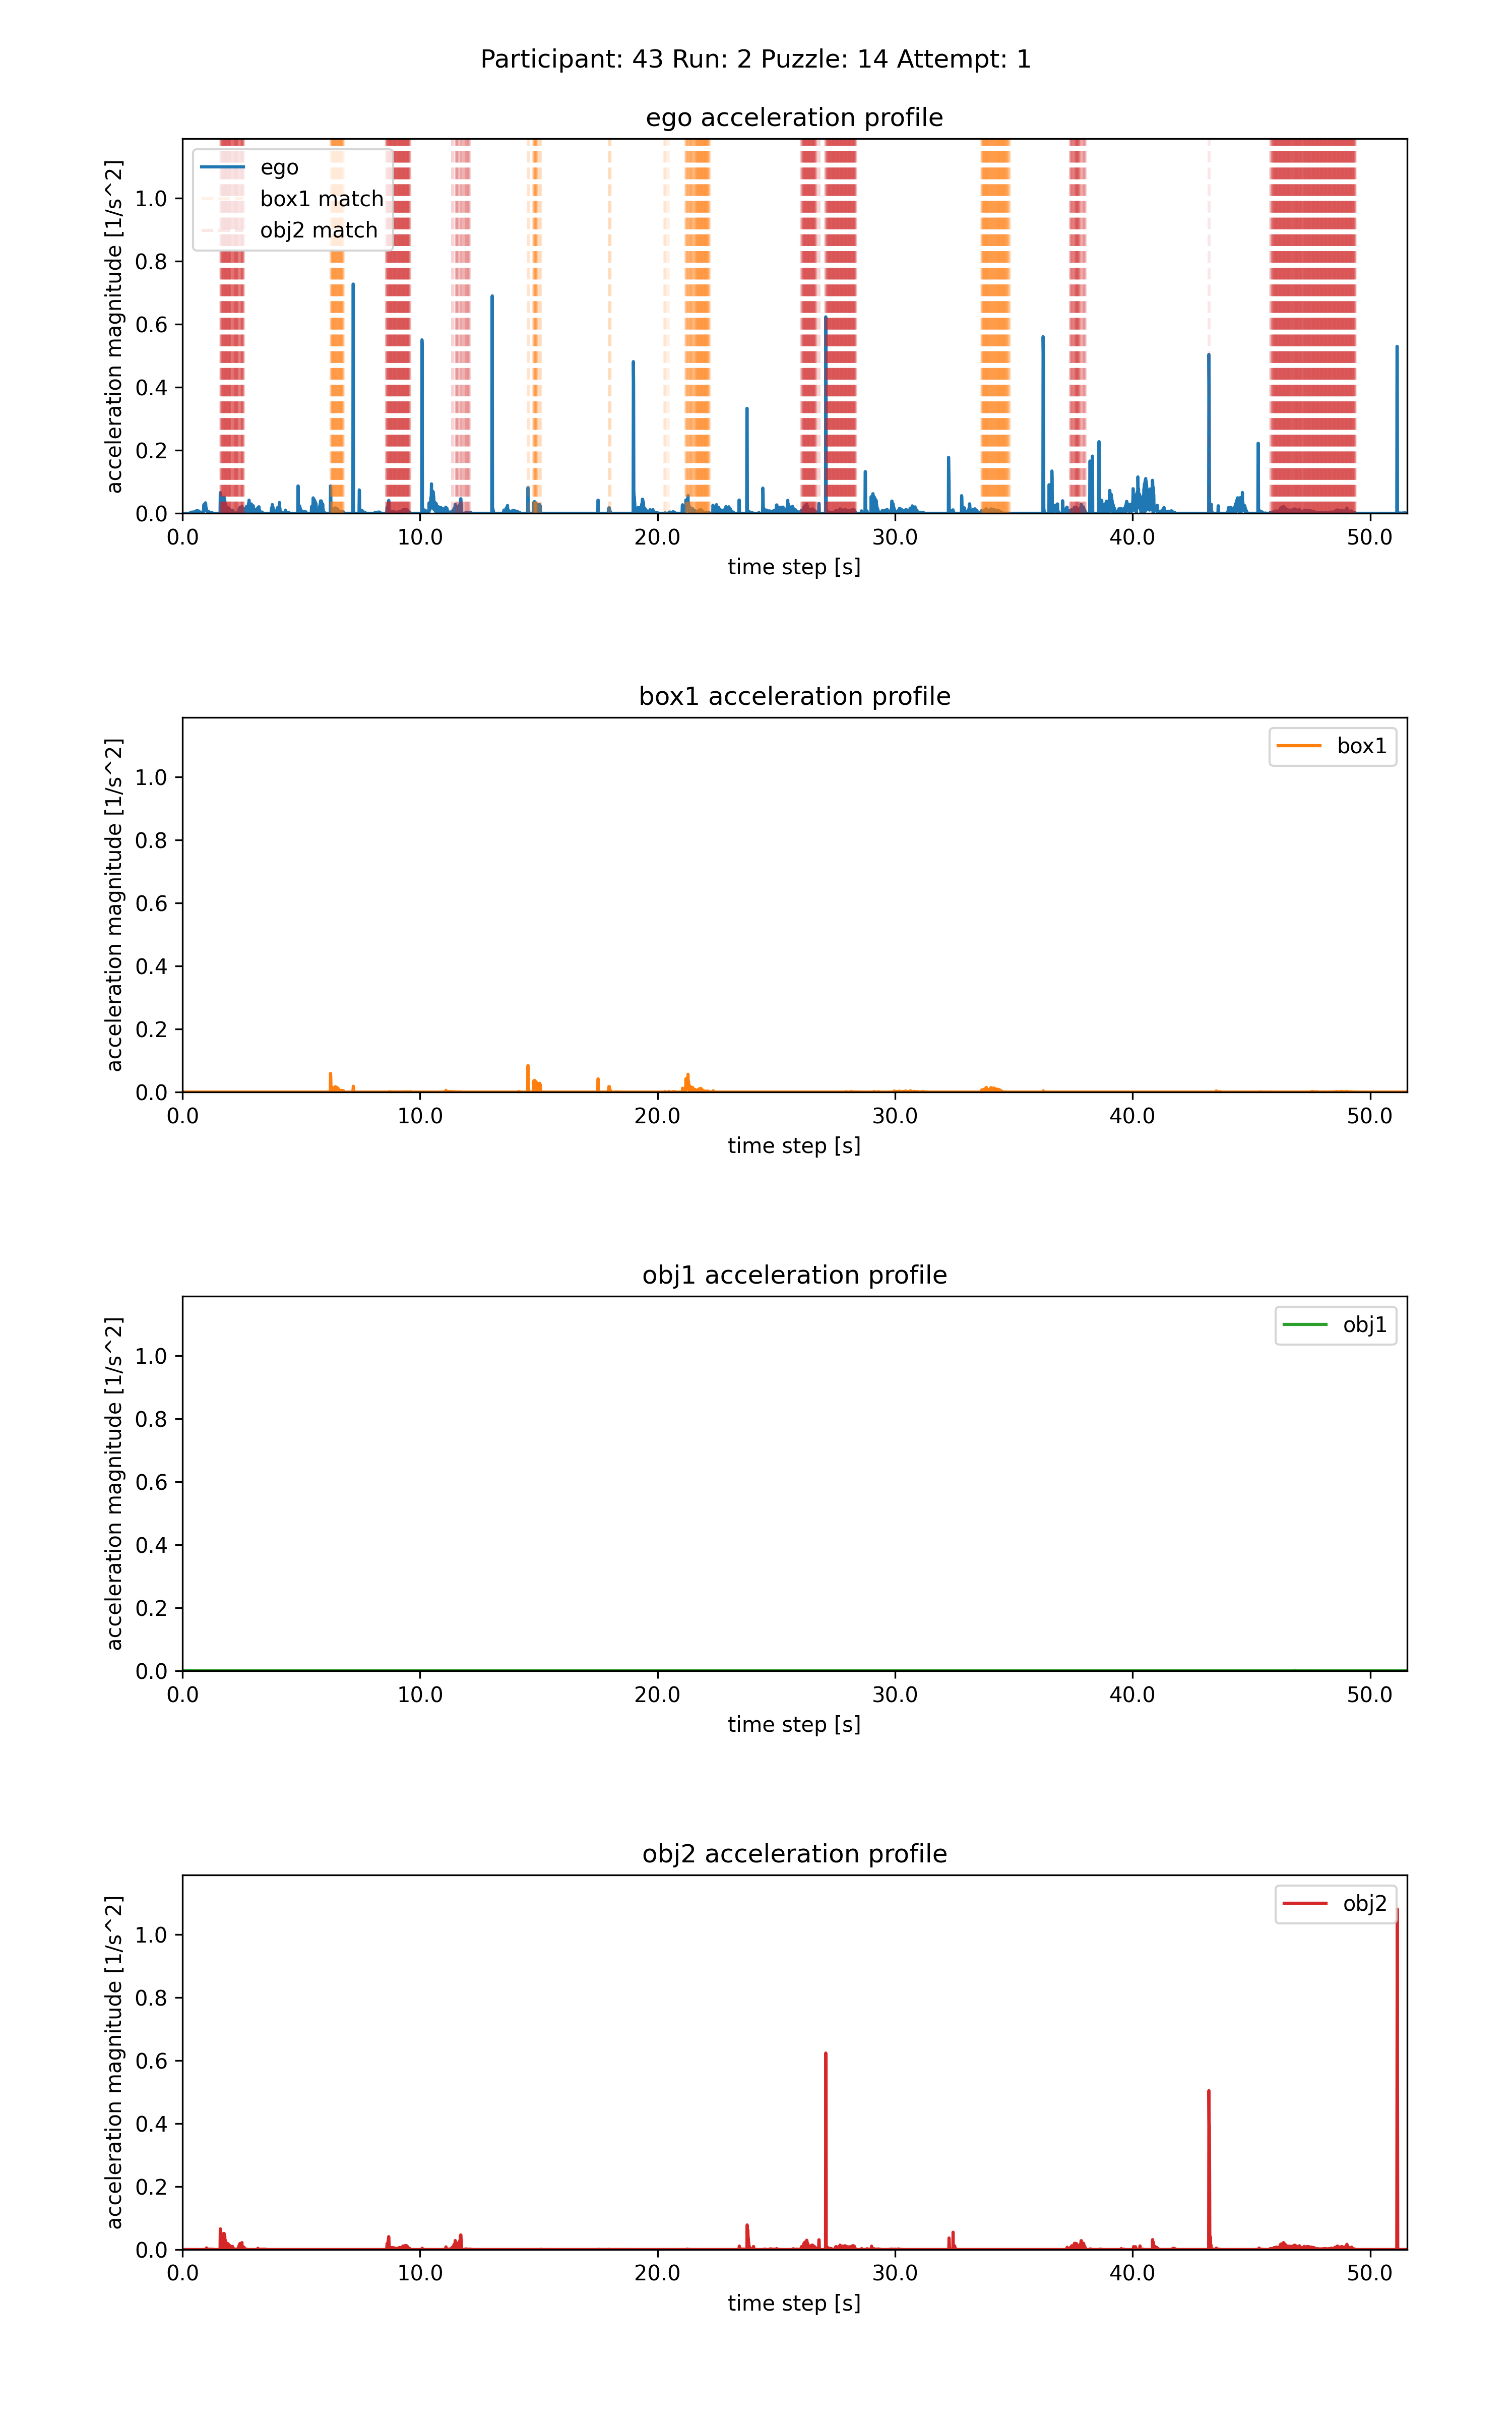 Participant: 43 Run: 2 Puzzle: 14 Attempt: 1
ego acceleration profile
acceleration magnitude [1/s^2]
1.0
0.8
0.6
0.4
0.2
0.0
ego
box1 match
obj2 match
0.0 10.0 20.0 30.0 40.0 50.0
time step [s]
box1 acceleration profile
acceleration magnitude [1/s^2]
1.0
0.8
0.6
0.4
0.2
0.0
box1
0.0 10.0 20.0 30.0 40.0 50.0
time step [s]
obj1 acceleration profile
acceleration magnitude [1/s^2]
1.0
0.8
0.6
0.4
0.2
0.0
obj1
0.0 10.0 20.0 30.0 40.0 50.0
time step [s]
obj2 acceleration profile
acceleration magnitude [1/s^2]
1.0
0.8
0.6
0.4
0.2
0.0
obj2
0.0 10.0 20.0 30.0 40.0 50.0
time step [s]